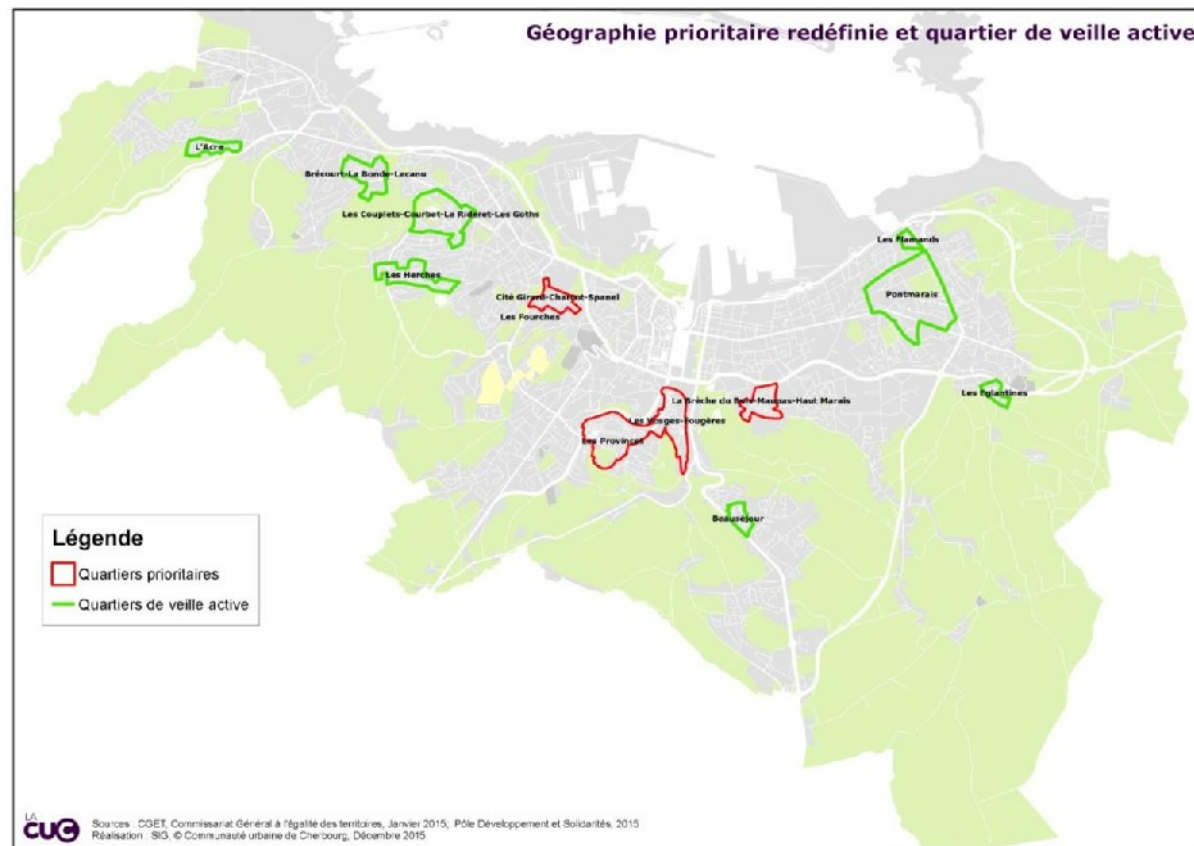 Géographie prioritaire redéfinie et quartier de veille active
L'Acre
Brécourt-La Bonde-Lecanu
Les Couplets-Courbet-La Rideret-Les Goths
Les Flamands
Les Herches
Pontmarais
Cité Girard-Charcot-Spanel
Les Fourches
Les Eglantines
La Brèche du Bois-Maupas-Haut Marais
Les Vosges-Fougères
Les Provinces
Beauséjour
Légende
Quartiers prioritaires
Quartiers de veille active
LA
CUC
Sources : CGET, Commissariat Général à l'égalité des territoires, Janvier 2015; Pôle Développement et Solidarités, 2015
Réalisation : SIG, © Communauté urbaine de Cherbourg, Décembre 2015